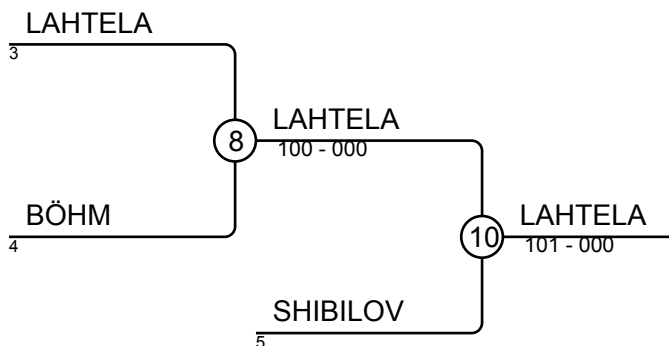 LAHTELA
3
8
LAHTELA
100 - 000
BÖHM
4
10
LAHTELA
101 - 000
SHIBILOV
5